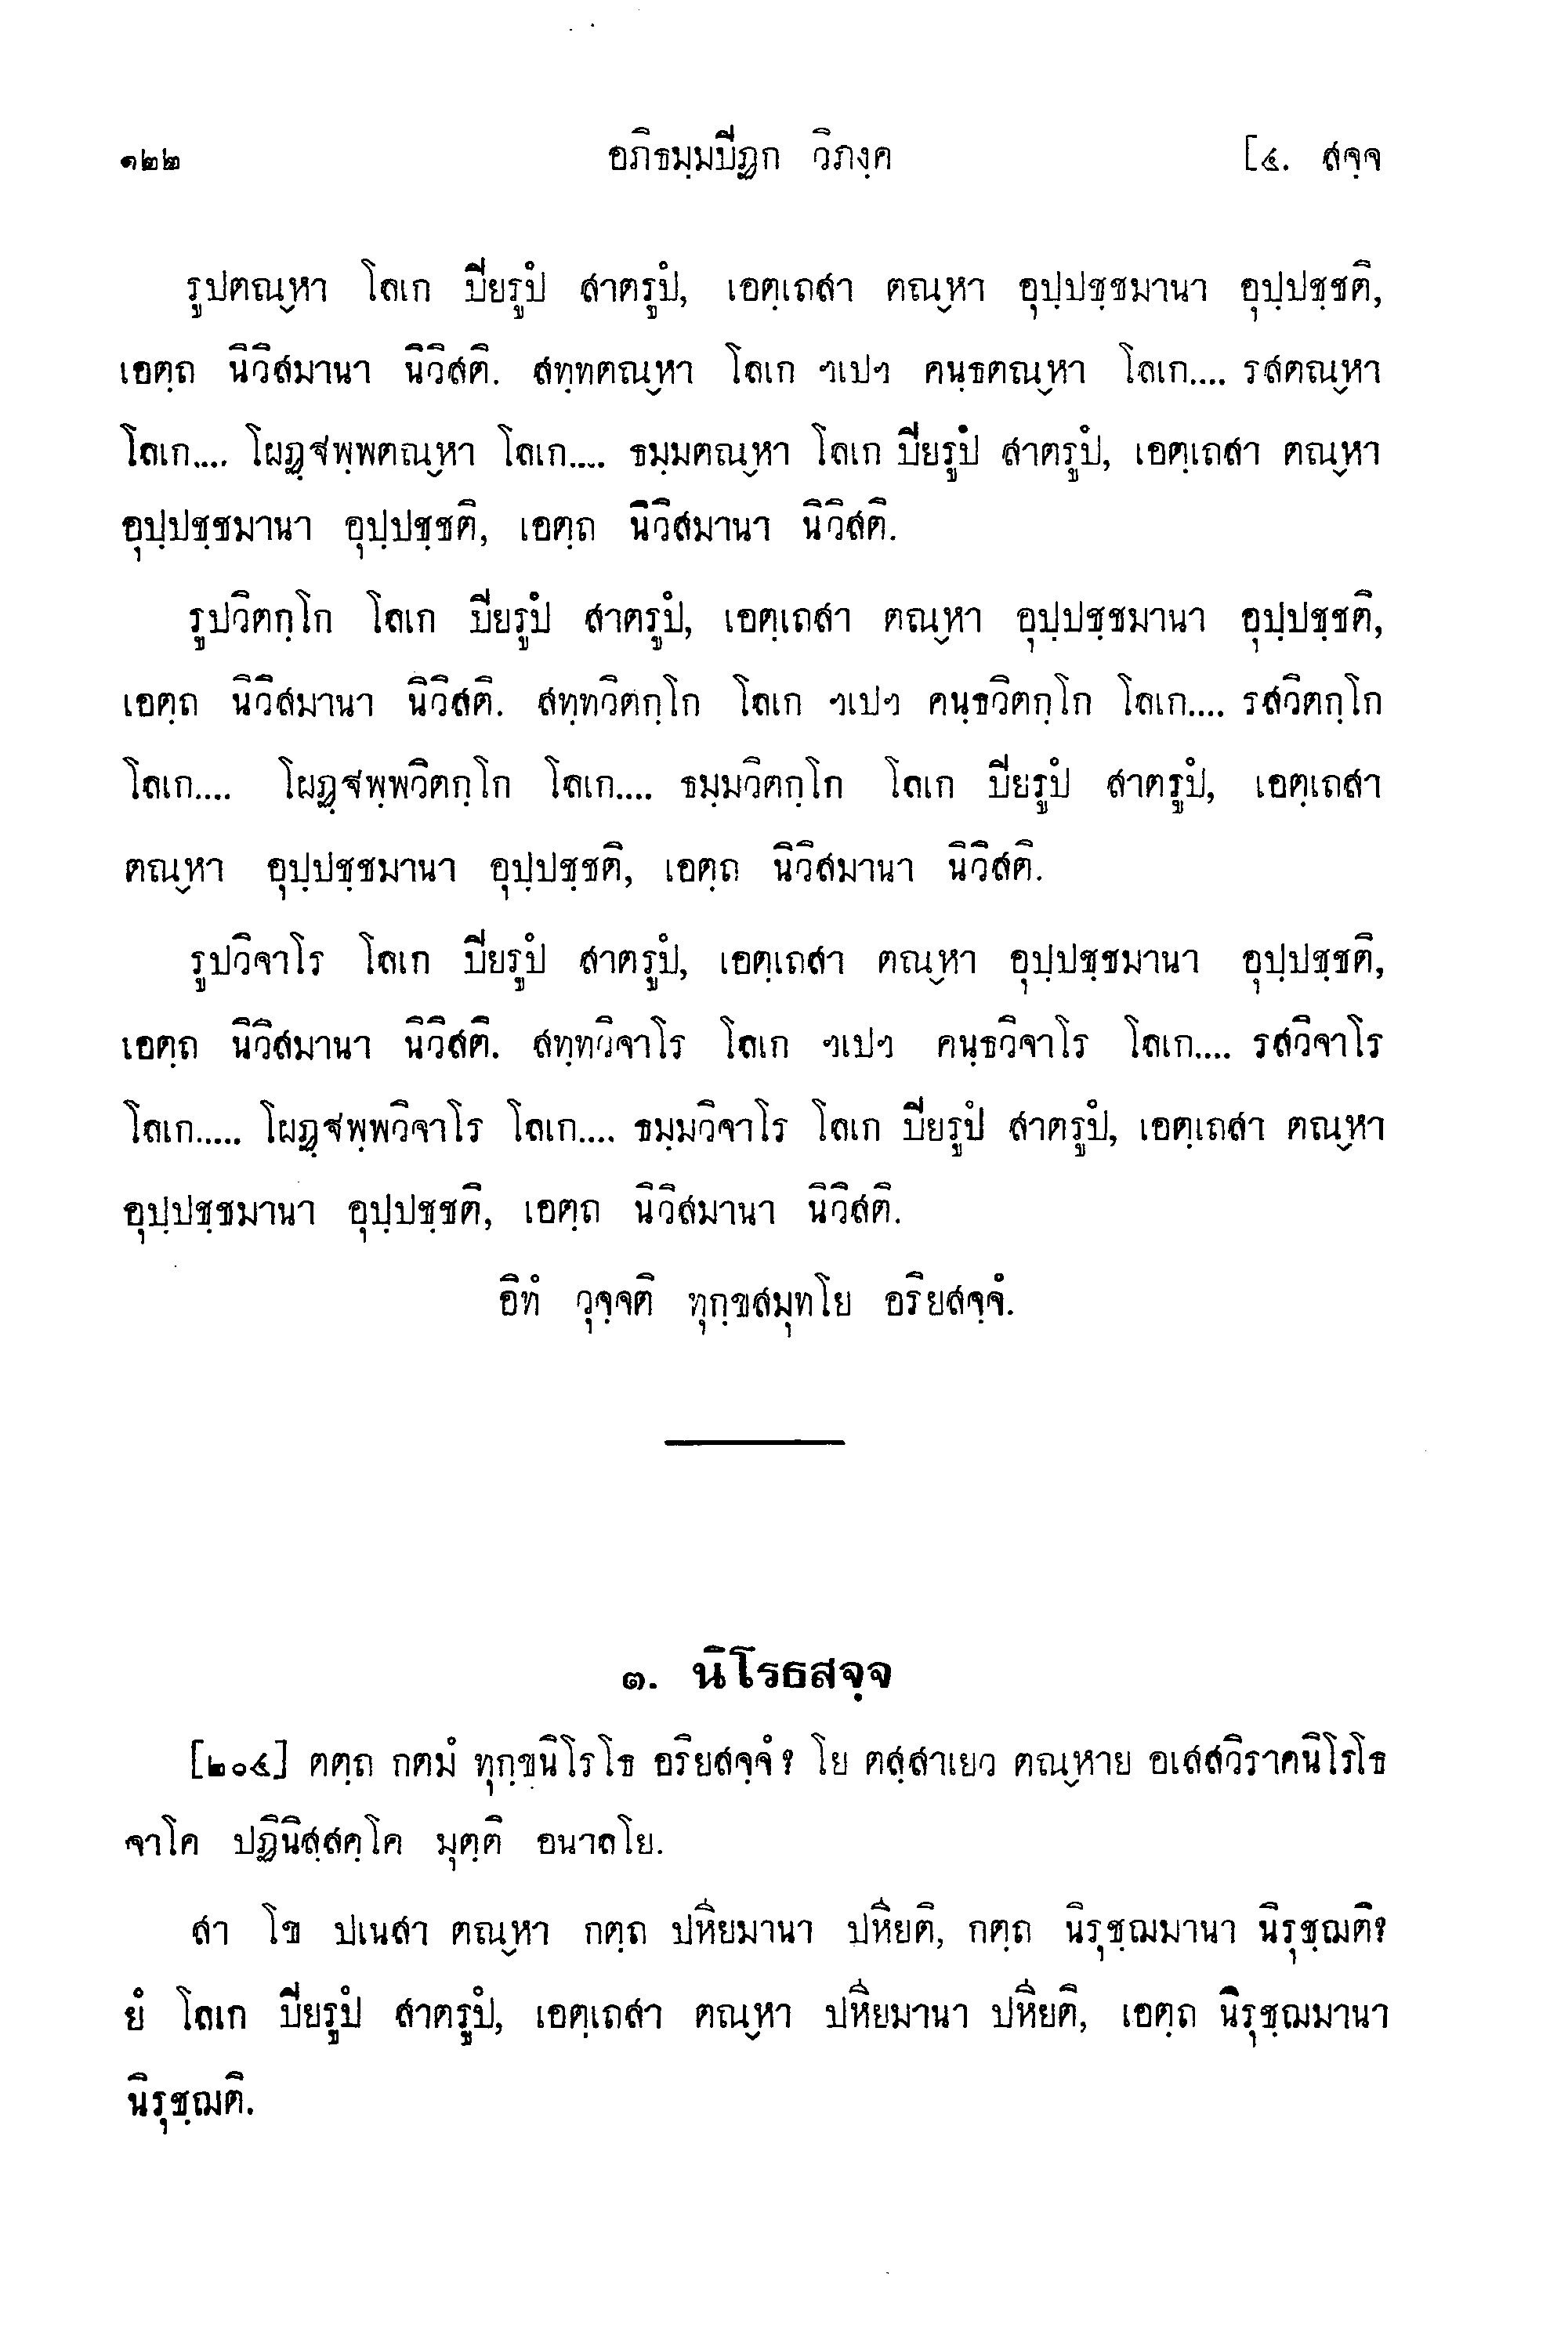 ๑๒๒ อภิธมฺมปีฏก วิภงฺค [๔. สจฺจ
รูปตณฺหา โลเก ปียรูปํ สาตรูปํ, เอตฺเถสา ตณฺหา อุปฺปชฺชมานา อุปฺปชฺชติ,
เอตฺถ นิวิสมานา นิวิสติ. สทฺทตณฺหา โลเก ฯเปฯ คนฺธตณฺหา โลเก.... รสตณฺหา
โลเก.... โผฏฺฐพฺพตณฺหา โลเก.... ธมฺมตณฺหา โลเก ปียรูปํ สาตรูปํ, เอตฺเถสา ตณฺหา
อุปฺปชฺชมานา อุปฺปชฺชติ, เอตฺถ นิวิสมานา นิวิสติ.
รูปวิตกฺโก โลเก ปิยรูปํ สาตรูปํ, เอตฺเถสา ตณฺหา อุปฺปชฺชมานา อุปฺปชฺชติ,
เอตฺถ นิวิสมานา นิวิสติ. สทฺทวิตกฺโก โลเก ฯเปฯ คนฺธวิตกฺโก โลเก.... รสวิตกฺโก
โลเก.... โผฏฺฐพฺพวิตกฺโก โลเก.... ธมฺมวิตกฺโก โลเก ปิยรูปํ สาตรูปํ, เอตฺเถสา
ตณฺหา อุปฺปชฺชมานา อุปฺปชฺชติ, เอตฺถ นิวิสมานา นิวิสติ.
รูปวิจาโร โลเก ปียรูปํ สาตรูปํ, เอตฺเถสา ตณฺหา อุปฺปชฺชมานา อุปฺปชฺชติ,
เอตฺถ นิวิสมานา นิวิสติ. สทฺทวิจาโร โลเก ฯเปฯ คนฺธวิจาโร โลเก.... รสวิจาโร
โลเก..... โผฏฺฐพฺพวิจาโร โลเก.... ธมฺมวิจาโร โลเก ปียรูปํ สาตรูปํ, เอตฺเถสา ตณฺหา
อุปฺปชฺชมานา อุปฺปชฺชติ, เอตฺถ นิวิสมานา นิวิสติ.
อิทํ วุจฺจติ ทุกฺขสมุทโย อริยสจฺจํ.
๓. นิโรธสจฺจ
[๒๐๔] ตตฺถ กตมํ ทุกฺขนิโรโธ อริยสจฺจํ? โย ตสฺสาเยว ตณฺหาย อเสสวิราคนิโรโธ
จาโค ปฏินิสฺสคฺโค มุตฺติ อนาลโย.
สา โข ปเนสา ตณฺหา กตฺถ ปหียมานา ปหียติ, กตฺถ นิรุชฺฌมานา นิรุชฺฌติ?
ยํ โลเก ปียรูปํ สาตรูปํ, เอตฺเถสา ตณฺหา ปหียมานา ปหียติ, เอตฺถ นิรุชฺฌมานา
นิรุชฺฌติ.